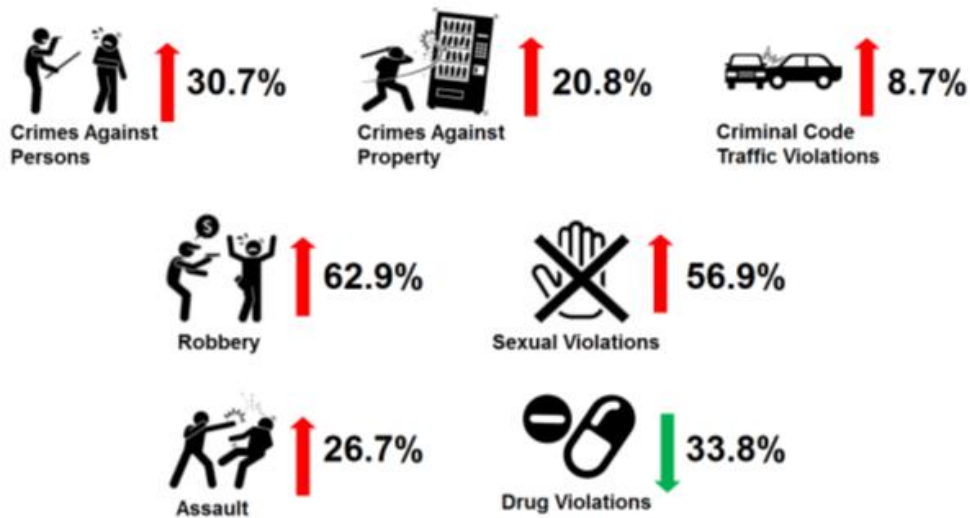 30.7%
Crimes Against
Persons
20.8%
Crimes Against
Property
8.7%
Criminal Code
Traffic Violations
$
62.9%
Robbery
56.9%
Sexual Violations
26.7%
Assault
33.8%
Drug Violations